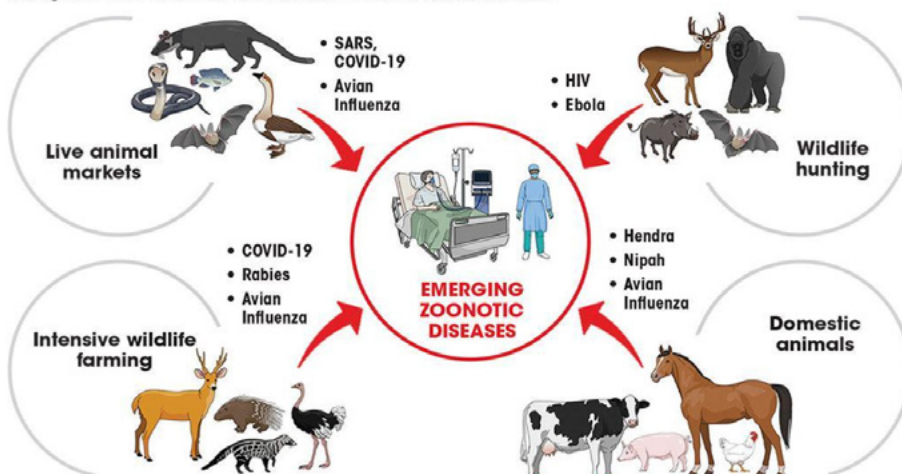 • SARS,
COVID-19
• Avian
Influenza
Live animal
markets
• HIV
• Ebola
Wildlife
hunting
EMERGING
ZOONOTIC
DISEASES
• COVID-19
• Rabies
• Avian
Influenza
Intensive wildlife
farming
• Hendra
• Nipah
• Avian
Influenza
Domestic
animals